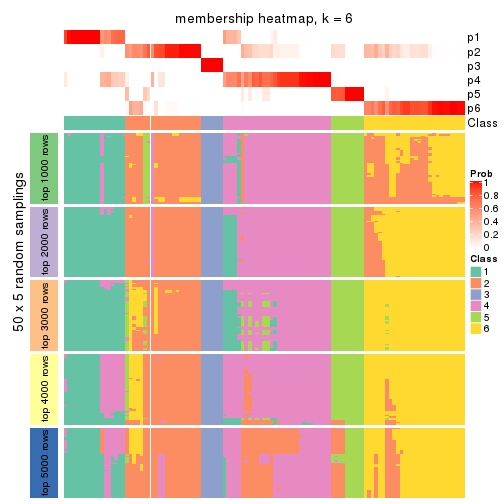 membership heatmap, k = 6
p1
p2
p3
p4
p5
p6
Class
50 x 5 random samplings
top 1000 rows
top 2000 rows
top 3000 rows
top 4000 rows
top 5000 rows
Prob
1
0.8
0.6
0.4
0.2
0
Class
1
2
3
4
5
6